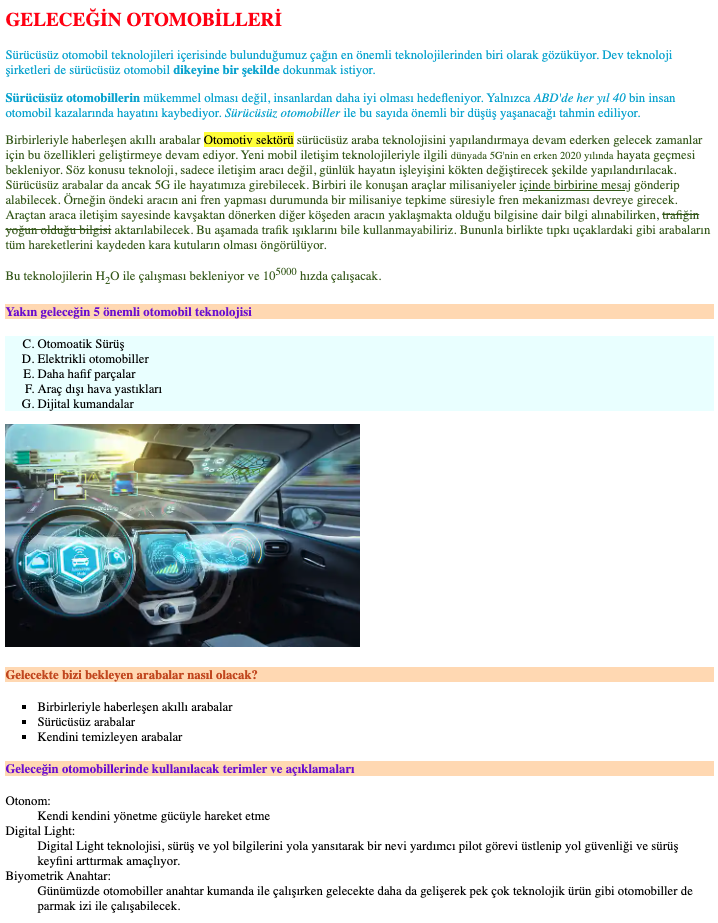 GELECEĞİN OTOMOBİLLERİ
Sürücüsüz otomobil teknolojileri içerisinde bulunduğumuz çağın en önemli teknolojilerinden biri olarak gözüküyor. Dev teknoloji
şirketleri de sürücüsüz otomobil dikeyine bir şekilde dokunmak istiyor.
Sürücüsüz otomobillerin mükemmel olması değil, insanlardan daha iyi olması hedefleniyor. Yalnızca ABD'de her yıl 40 bin insan
otomobil kazalarında hayatını kaybediyor. Sürücüsüz otomobiller ile bu sayıda önemli bir düşüş yaşanacağı tahmin ediliyor.
Birbirleriyle haberleşen akıllı arabalar Otomotiv sektörü sürücüsüz araba teknolojisini yapılandırmaya devam ederken gelecek zamanlar
için bu özellikleri geliştirmeye devam ediyor. Yeni mobil iletişim teknolojileriyle ilgili dünyada 5G'nin en erken 2020 yılında hayata geçmesi
bekleniyor. Söz konusu teknoloji, sadece iletişim aracı değil, günlük hayatın işleyişini kökten değiştirecek şekilde yapılandırılacak.
Sürücüsüz arabalar da ancak 5G ile hayatımıza girebilecek. Birbiri ile konuşan araçlar milisaniyeler içinde birbirine mesaj gönderip
alabilecek. Örneğin öndeki aracın ani fren yapması durumunda bir milisaniye tepkime süresiyle fren mekanizması devreye girecek.
Araçtan araca iletişim sayesinde kavşaktan dönerken diğer köşeden aracın yaklaşmakta olduğu bilgisine dair bilgi alınabilirken, trafiğin
yoğun olduğu bilgisi aktarılabilecek. Bu aşamada trafik ışıklarını bile kullanmayabiliriz. Bununla birlikte tıpkı uçaklardaki gibi arabaların
tüm hareketlerini kaydeden kara kutuların olması öngörülüyor.
Bu teknolojilerin H₂O ile çalışması bekleniyor ve 10⁵⁰⁰⁰ hızda çalışacak.
Yakın geleceğin 5 önemli otomobil teknolojisi
C. Otomoatik Sürüş
D. Elektrikli otomobiller
E. Daha hafif parçalar
F. Araç dışı hava yastıkları
G. Dijital kumandalar
Gelecekte bizi bekleyen arabalar nasıl olacak?
▪ Birbirleriyle haberleşen akıllı arabalar
▪ Sürücüsüz arabalar
▪ Kendini temizleyen arabalar
Geleceğin otomobillerinde kullanılacak terimler ve açıklamaları
Otonom:
Kendi kendini yönetme gücüyle hareket etme
Digital Light:
Digital Light teknolojisi, sürüş ve yol bilgilerini yola yansıtarak bir nevi yardımcı pilot görevi üstlenip yol güvenliği ve sürüş
keyfini arttırmak amaçlıyor.
Biyometrik Anahtar:
Günümüzde otomobiller anahtar kumanda ile çalışırken gelecekte daha da gelişerek pek çok teknolojik ürün gibi otomobiller de
parmak izi ile çalışabilecek.